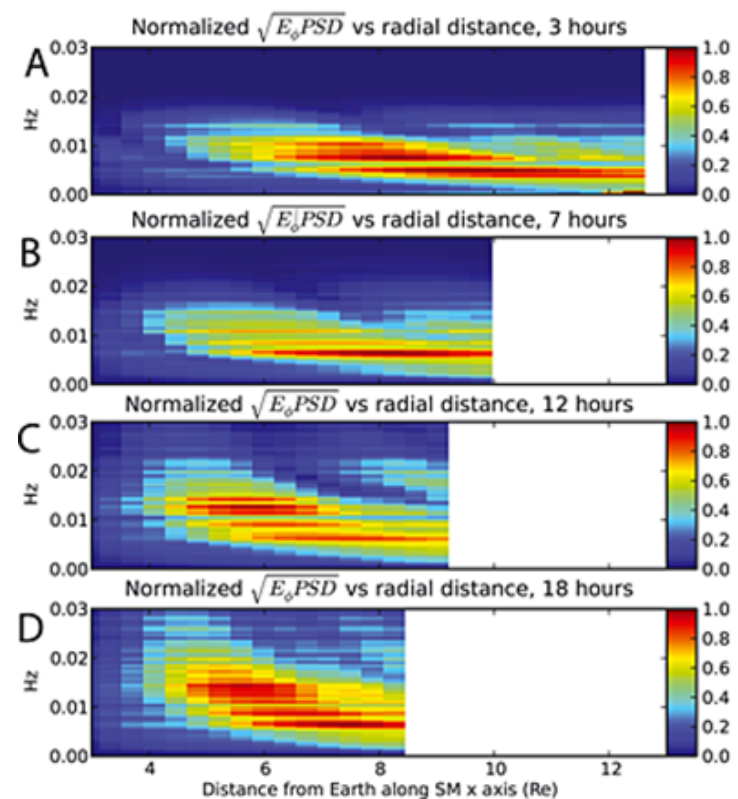 Normalized √E_ϕPSD vs radial distance, 3 hours
A
0.03
0.02
0.01
0.00
Hz
1.0
0.8
0.6
0.4
0.2
0.0
Normalized √E_ϕPSD vs radial distance, 7 hours
B
0.03
0.02
0.01
0.00
Hz
1.0
0.8
0.6
0.4
0.2
0.0
Normalized √E_ϕPSD vs radial distance, 12 hours
C
0.03
0.02
0.01
0.00
Hz
1.0
0.8
0.6
0.4
0.2
0.0
Normalized √E_ϕPSD vs radial distance, 18 hours
D
0.03
0.02
0.01
0.00
Hz
1.0
0.8
0.6
0.4
0.2
0.0
4 6 8 10 12
Distance from Earth along SM x axis (Re)